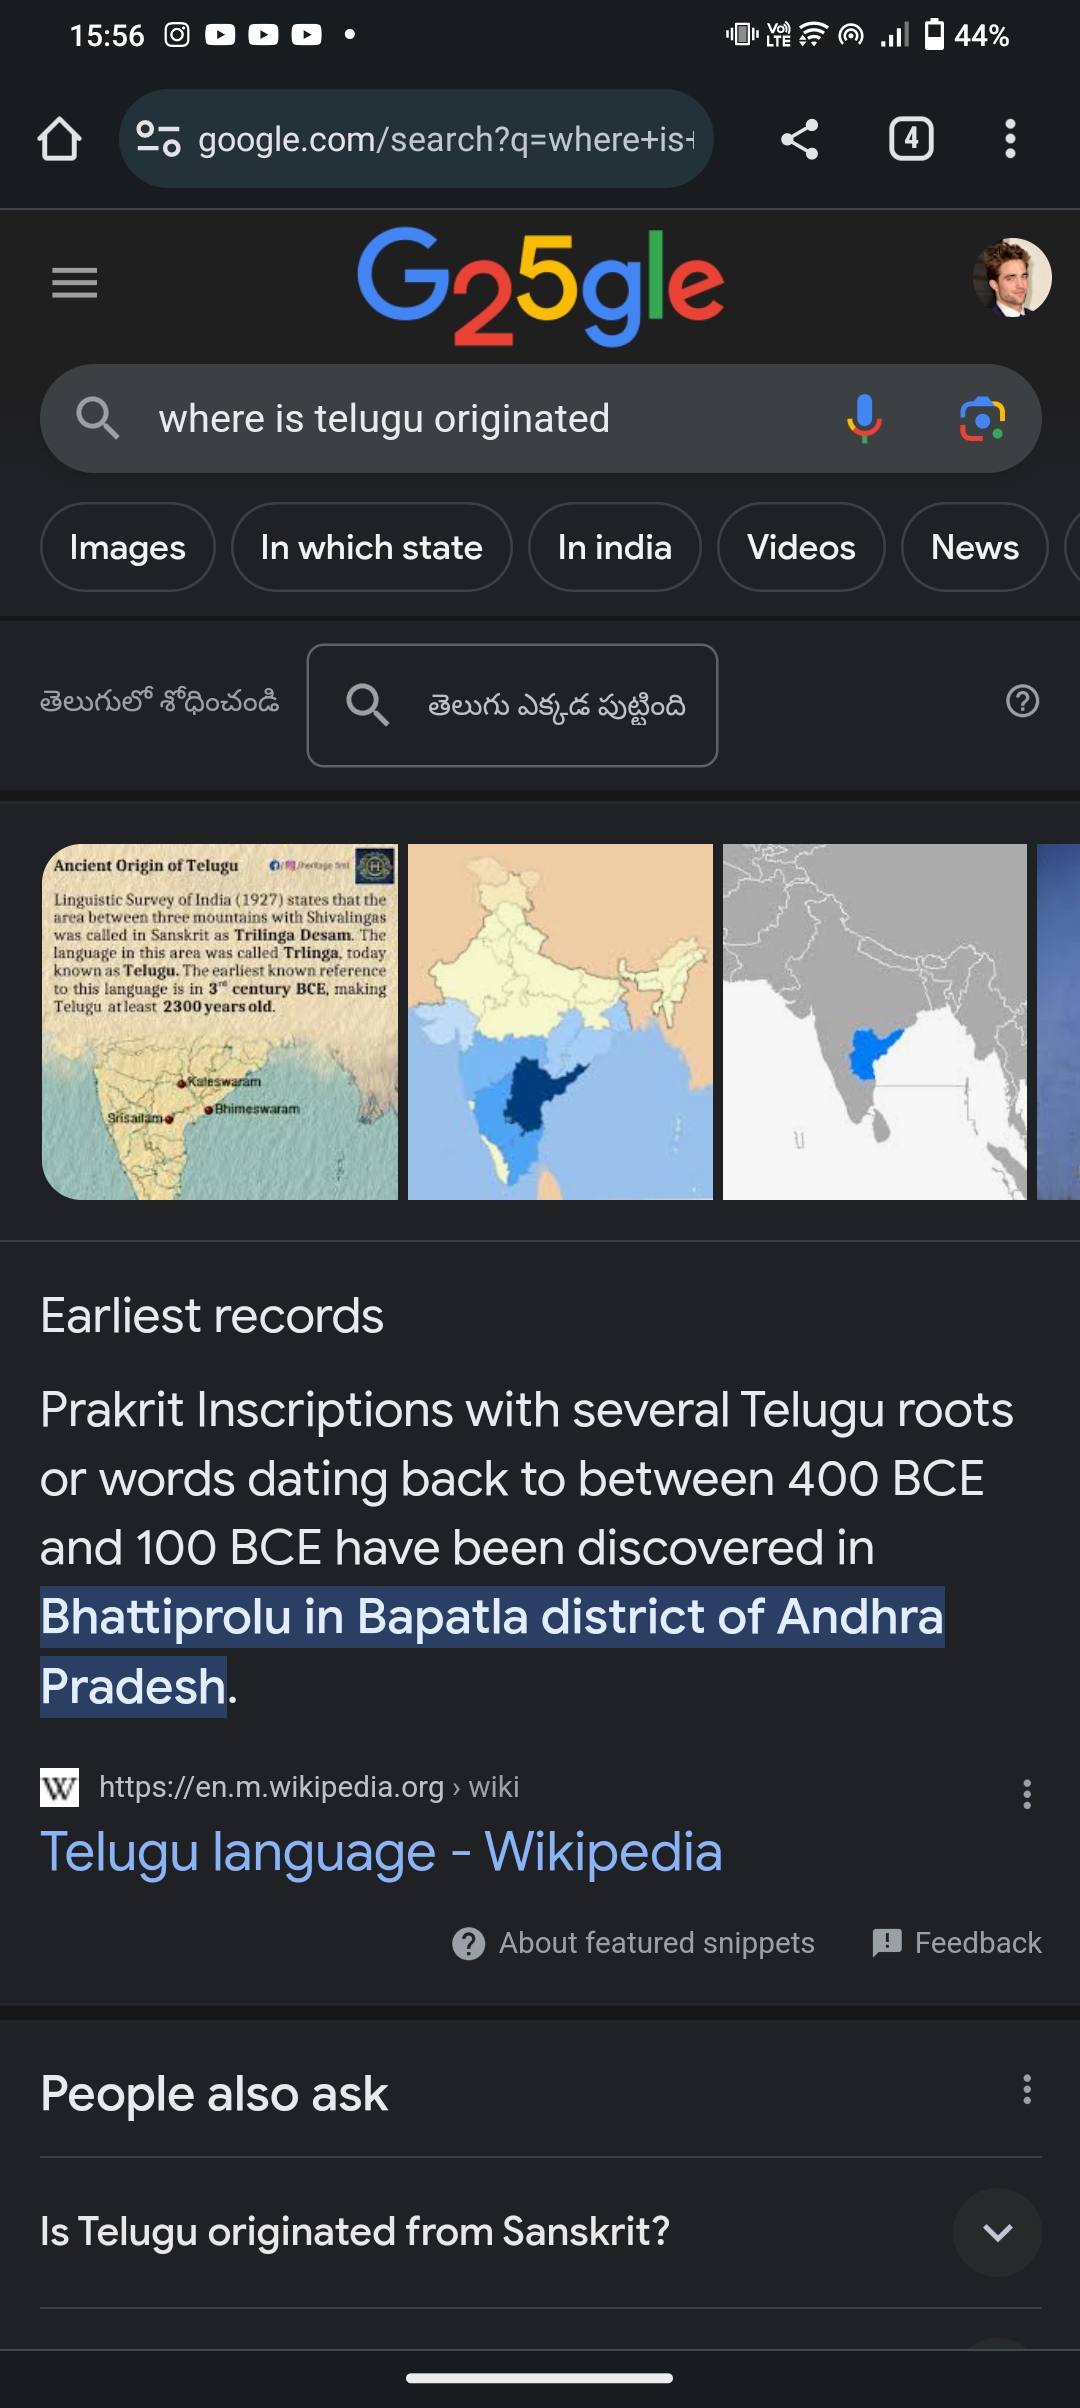 15:56 44%
google.com/search?q=where+is+
4
G25gle
where is telugu originated
Images In which state In india Videos News
తెలుగులో శోధించండి తెలుగు ఎక్కడ పుట్టింది
Ancient Origin of Telugu
Linguistic Survey of India (1927) states that the
area between three mountains with Shivalingas
was called in Sanskrit as Trilinga Desam. The
language in this area was called Trlinga, today
known as Telugu. The earliest known reference
to this language is in 3rd century BCE, making
Telugu atleast 2300 years old.
Kaleswaram
Bhimeswaram
Srisailam
Earliest records
Prakrit Inscriptions with several Telugu roots
or words dating back to between 400 BCE
and 100 BCE have been discovered in
Bhattiprolu in Bapatla district of Andhra
Pradesh.
W https://en.m.wikipedia.org › wiki
Telugu language - Wikipedia
About featured snippets Feedback
People also ask
Is Telugu originated from Sanskrit?